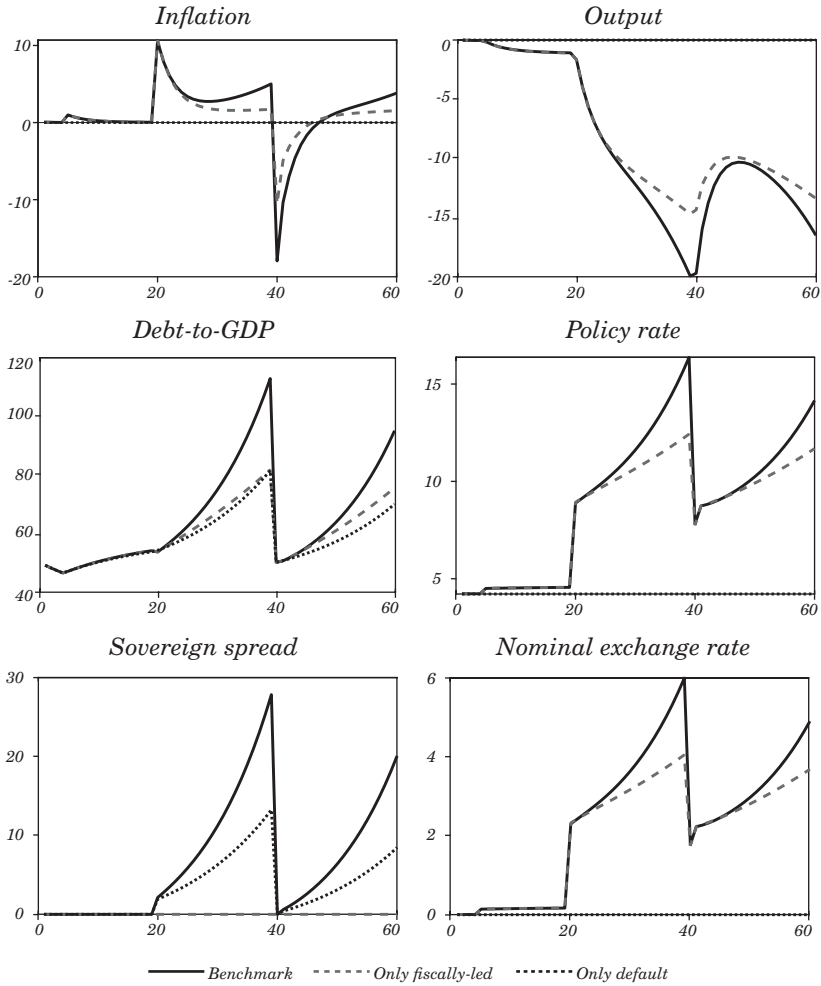 Inflation
10
0
-10
-20
0 20 40 60
Output
0
-5
-10
-15
-20
0 20 40 60
Debt-to-GDP
120
100
80
60
40
0 20 40 60
Policy rate
15
10
5
0 20 40 60
Sovereign spread
30
20
10
0
0 20 40 60
Nominal exchange rate
6
4
2
0
0 20 40 60
Benchmark Only fiscally-led Only default